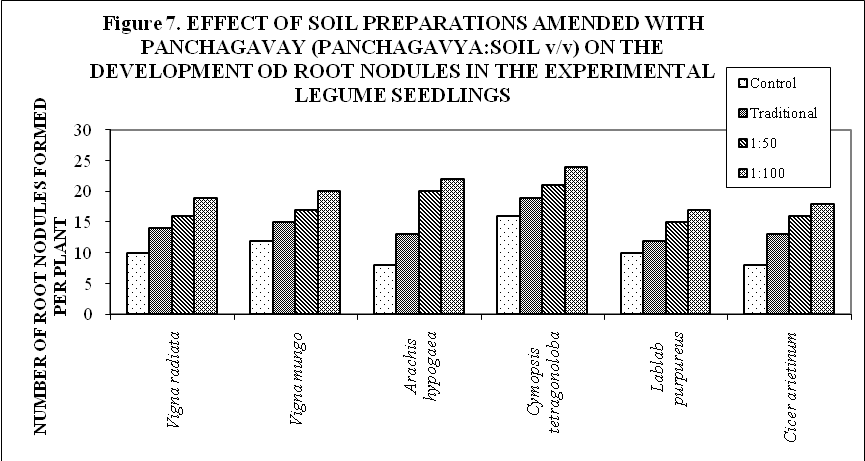 Figure 7. EFFECT OF SOIL PREPARATIONS AMENDED WITH
PANCHAGAVAY (PANCHAGAVYA:SOIL v/v) ON THE
DEVELOPMENT OD ROOT NODULES IN THE EXPERIMENTAL
LEGUME SEEDLINGS
Control
Traditional
1:50
1:100
NUMBER OF ROOT NODULES FORMED
PER PLANT
30
25
20
15
10
5
0
Vigna radiata
Vigna mungo
Arachis
hypogaea
Cymopsis
tetragonoloba
Lablab
purpureus
Cicer arietinum